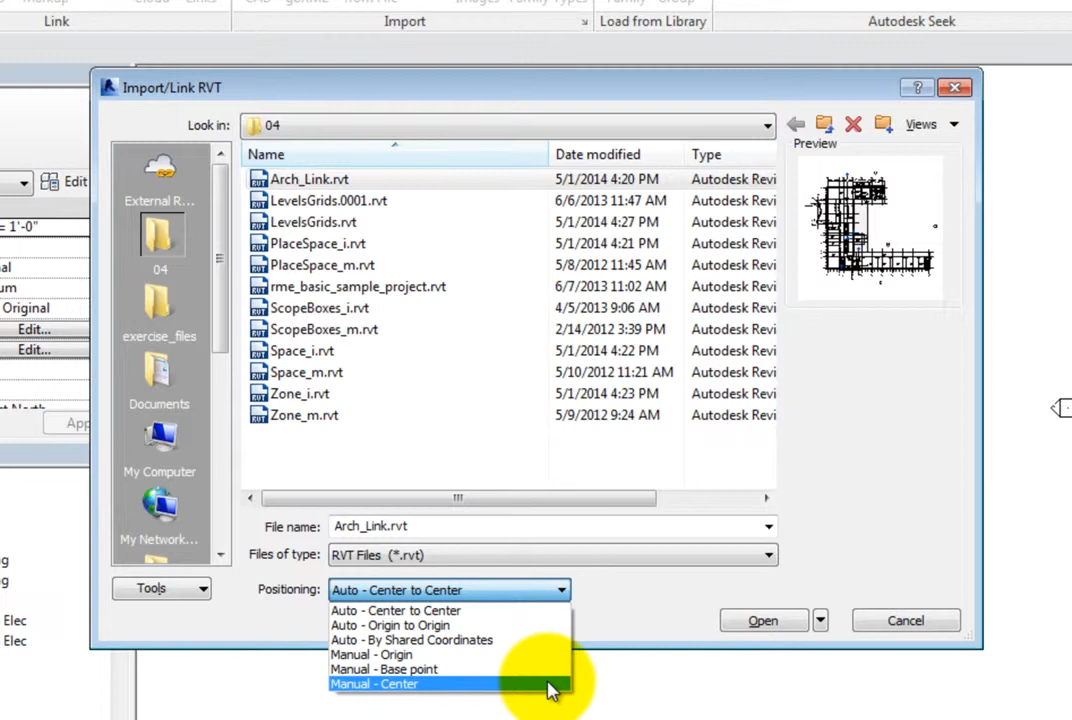 Link
Import
Load from Library
Autodesk Seek
Import/Link RVT
Look in: 04
Views
Name Date modified Type
Preview
Arch_Link.rvt 5/1/2014 4:20 PM Autodesk Revi
LevelsGrids.0001.rvt 6/6/2013 11:47 AM Autodesk Revi
LevelsGrids.rvt 5/1/2014 4:27 PM Autodesk Revi
PlaceSpace_i.rvt 5/1/2014 4:21 PM Autodesk Revi
PlaceSpace_m.rvt 5/8/2012 11:45 AM Autodesk Revi
rme_basic_sample_project.rvt 6/7/2013 11:02 AM Autodesk Revi
ScopeBoxes_i.rvt 4/5/2013 9:06 AM Autodesk Revi
ScopeBoxes_m.rvt 2/14/2012 3:39 PM Autodesk Revi
Space_i.rvt 5/1/2014 4:22 PM Autodesk Revi
Space_m.rvt 5/10/2012 11:21 AM Autodesk Revi
Zone_i.rvt 5/1/2014 4:23 PM Autodesk Revi
Zone_m.rvt 5/9/2012 9:24 AM Autodesk Revi
External R...
04
exercise_files
Documents
My Computer
My Network...
Edit
= 1'-0"
Original
Edit...
Edit...
File name: Arch_Link.rvt
Files of type: RVT Files (*.rvt)
Tools
Positioning: Auto - Center to Center
Auto - Center to Center
Auto - Origin to Origin
Auto - By Shared Coordinates
Manual - Origin
Manual - Base point
Manual - Center
Open
Cancel
Elec
Elec